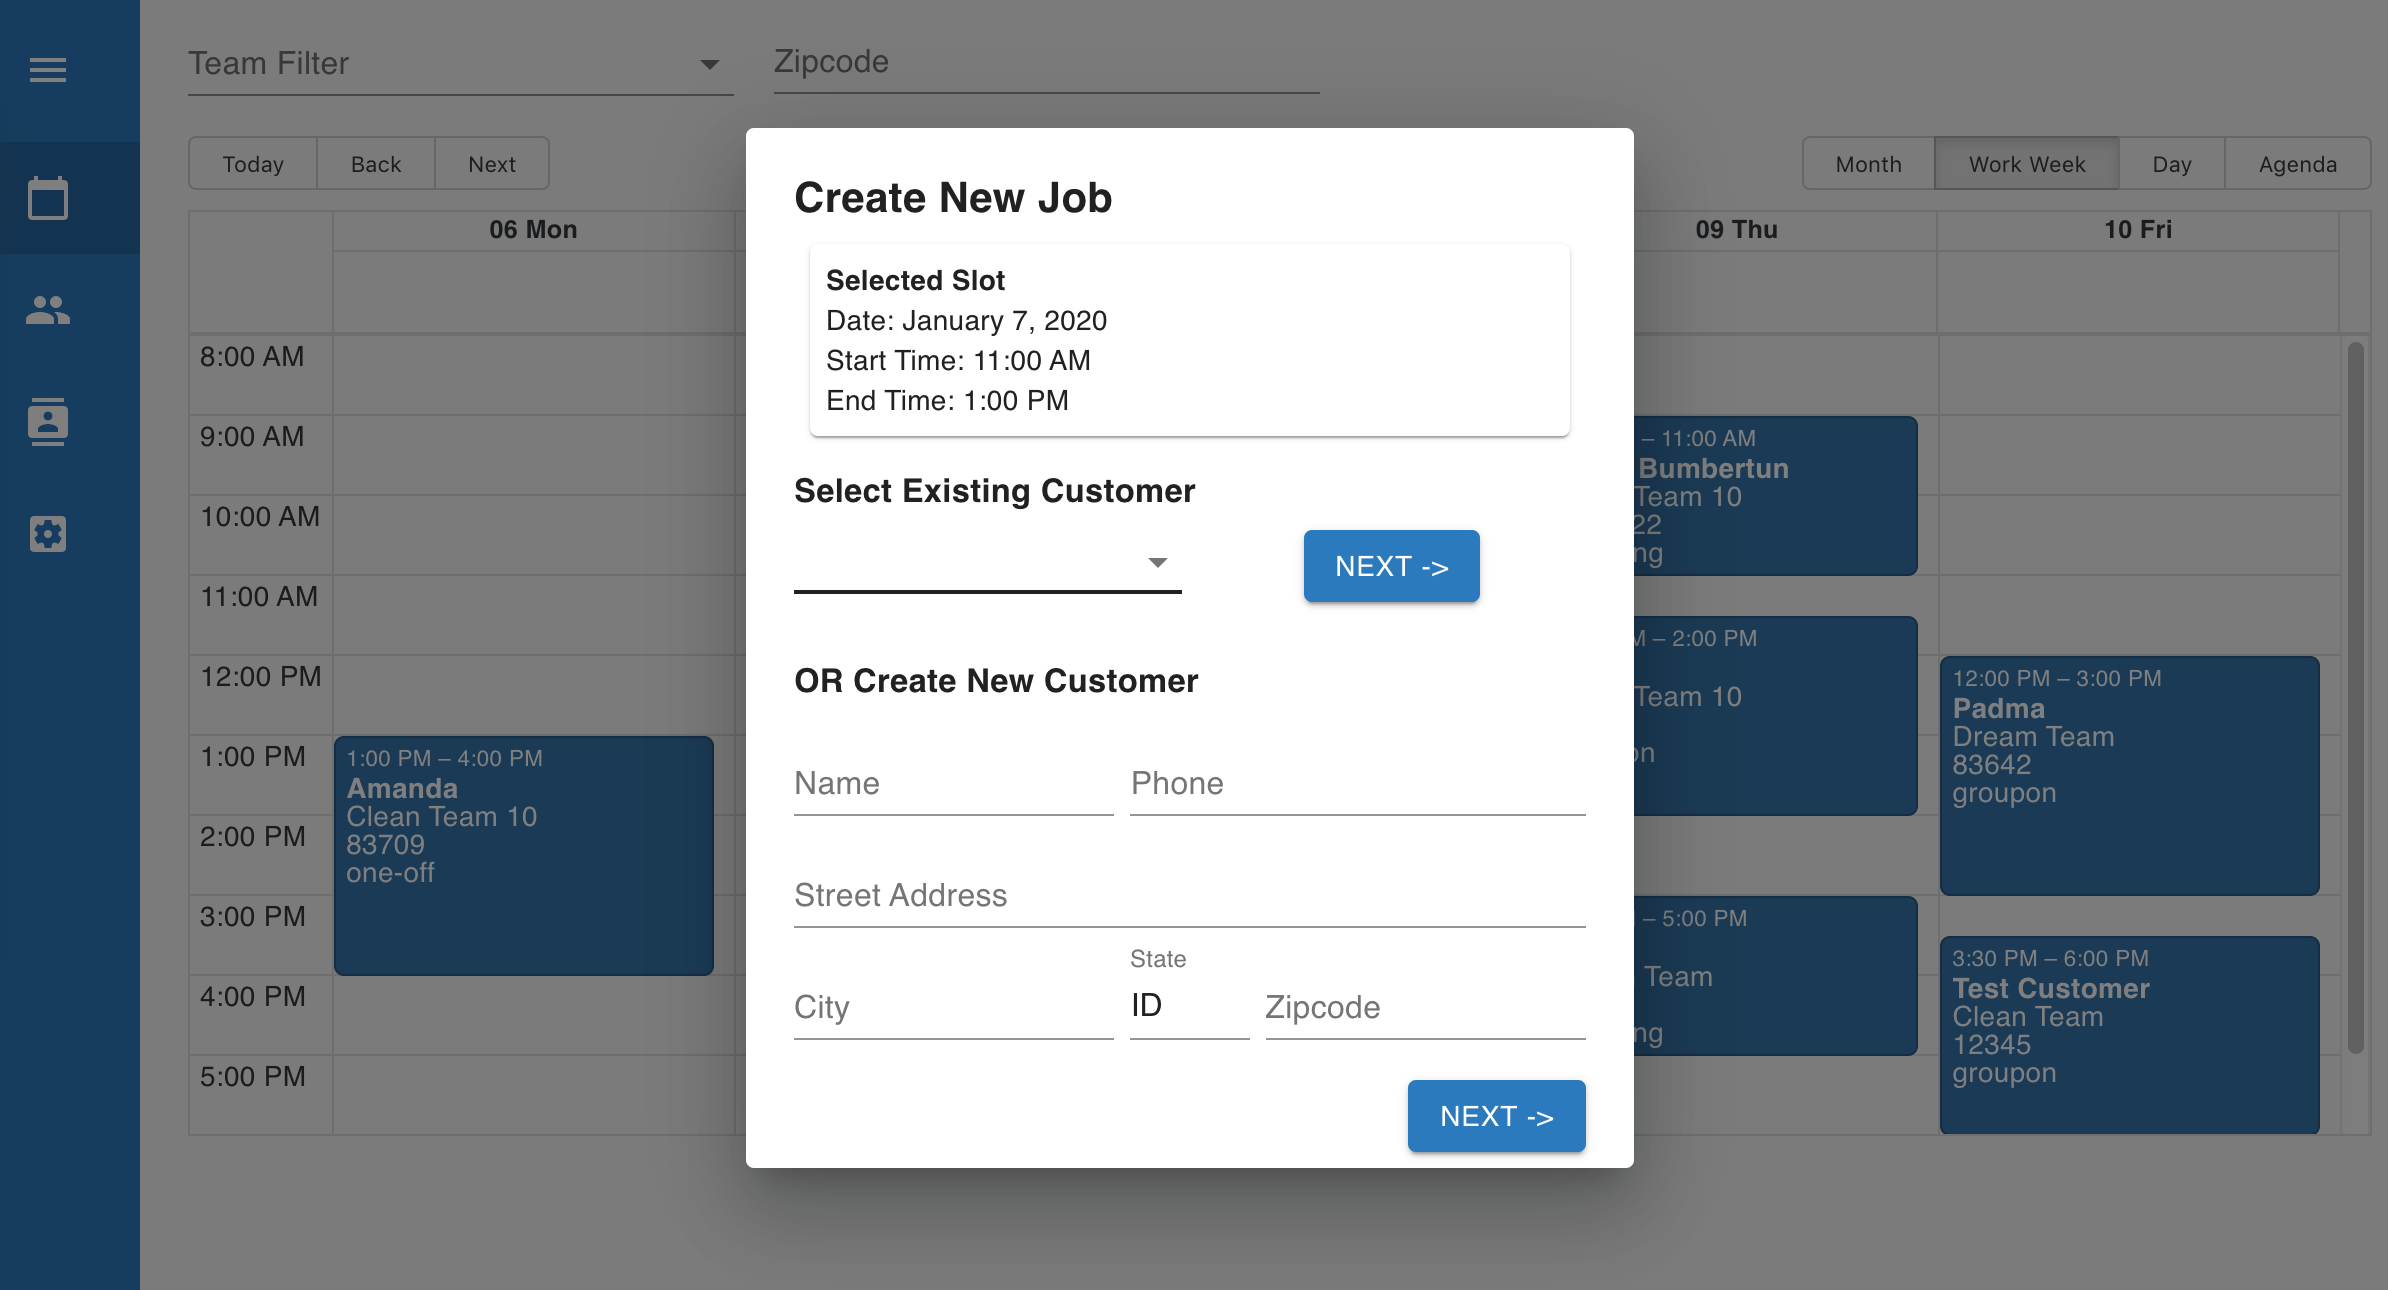 Team Filter
Zipcode
Today
Back
Next
Month
Work Week
Day
Agenda
06 Mon
09 Thu
10 Fri
8:00 AM
9:00 AM
10:00 AM
11:00 AM
12:00 PM
1:00 PM
2:00 PM
3:00 PM
4:00 PM
5:00 PM
1:00 PM – 4:00 PM
Amanda
Clean Team 10
83709
one-off
Create New Job
Selected Slot
Date: January 7, 2020
Start Time: 11:00 AM
End Time: 1:00 PM
Select Existing Customer
NEXT ->
OR Create New Customer
Name
Phone
Street Address
State
City
ID
Zipcode
NEXT ->
– 11:00 AM
Bumbertun
Team 10
– 2:00 PM
Team 10
– 5:00 PM
Team
12:00 PM – 3:00 PM
Padma
Dream Team
83642
groupon
3:30 PM – 6:00 PM
Test Customer
Clean Team
12345
groupon